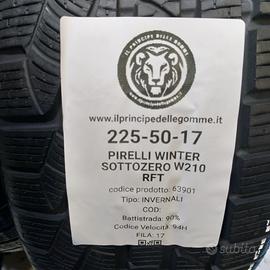 IL PRINCIPE DELLE GOMME
www.ilprincipedellegomme.it
225-50-17
PIRELLI WINTER
SOTTOZERO W210
RFT
codice prodotto: 63901
Tipo: INVERNALI
COD:
Battistrada: 90%
Codice Velocità: 94H
FILA: 17
subito